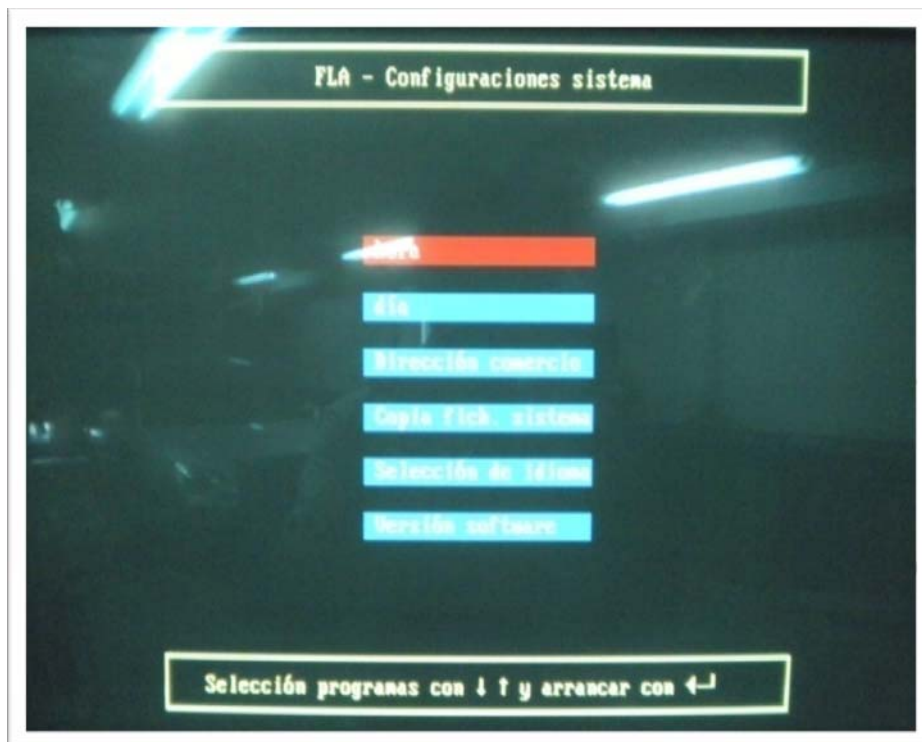 FLA - Configuraciones sistema
hora
día
Dirección comercio
Copia fich. sistema
Selección de idioma
Versión software
Selección programas con ↓ ↑ y arrancar con ↵